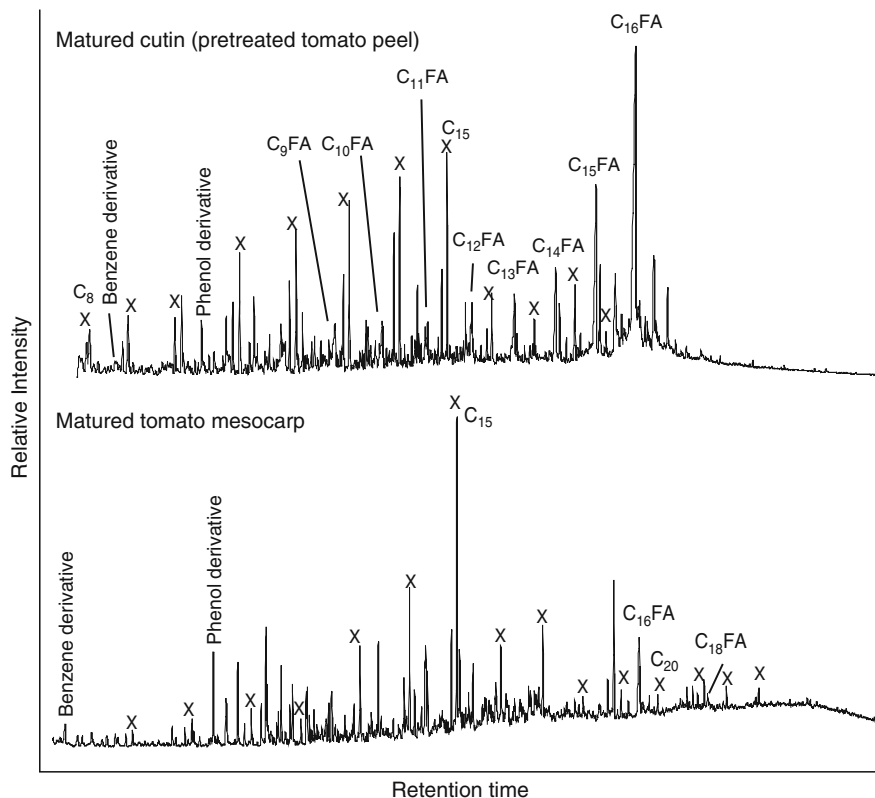 Matured cutin (pretreated tomato peel)
C₁₆FA
C₁₁FA
C₁₅
X
X
C₉FA
C₁₀FA
C₁₅FA
X
X
X
C₁₂FA
C₁₄FA
C₁₃FA
Benzene derivative
Phenol derivative
C₈
X
X
X
X
X
X
X
Relative Intensity
Matured tomato mesocarp
X
C₁₅
Benzene derivative
Phenol derivative
X
X
X
X
C₁₆FA
C₁₈FA
C₂₀
X
X
X
X
X
X
X
X
X
X
X
Retention time